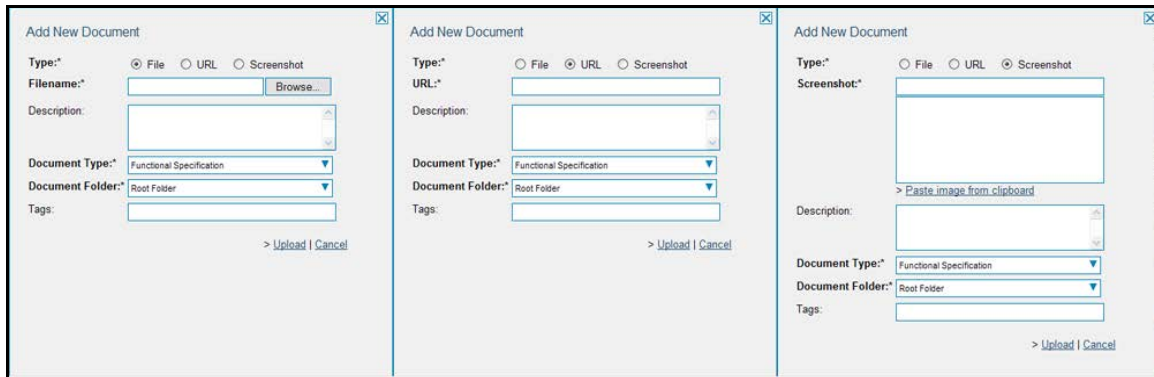 Add New Document
Type:* File URL Screenshot
Filename:* Browse...
Description:
Document Type:* Functional Specification
Document Folder:* Root Folder
Tags:
> Upload | Cancel
Add New Document
Type:* File URL Screenshot
URL:*
Description:
Document Type:* Functional Specification
Document Folder:* Root Folder
Tags:
> Upload | Cancel
Add New Document
Type:* File URL Screenshot
Screenshot:*
> Paste image from clipboard
Description:
Document Type:* Functional Specification
Document Folder:* Root Folder
Tags:
> Upload | Cancel